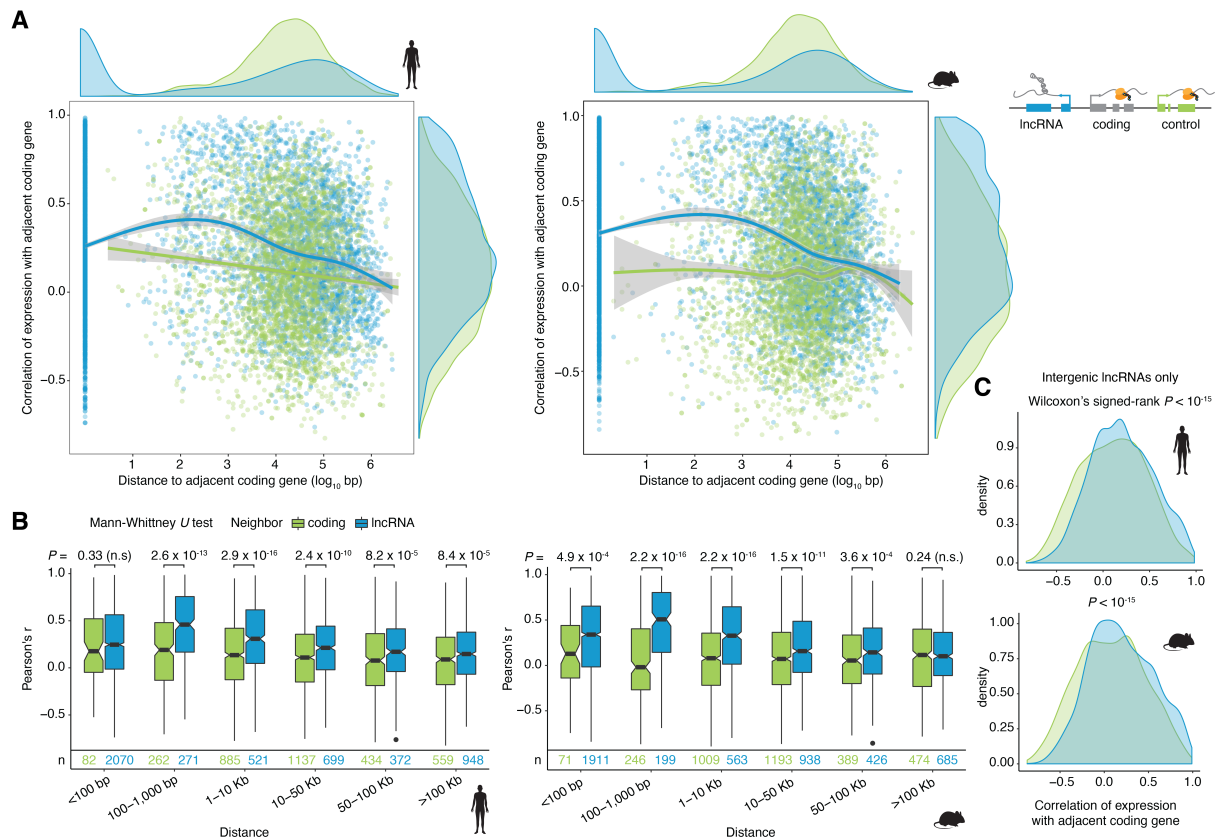 A
lncRNA coding control
Correlation of expression with adjacent coding gene
1.0
0.5
0.0
−0.5
1 2 3 4 5 6
Distance to adjacent coding gene (log10 bp)
Correlation of expression with adjacent coding gene
1.0
0.5
0.0
−0.5
1 2 3 4 5 6
Distance to adjacent coding gene (log10 bp)
B
Mann-Whitney U test Neighbor coding lncRNA
P = 0.33 (n.s) 2.6 x 10-13 2.9 x 10-16 2.4 x 10-10 8.2 x 10-5 8.4 x 10-5
Pearson's r
1.0
0.5
0.0
−0.5
n 82 2070 262 271 885 521 1137 699 434 372 559 948
<100 bp 100–1,000 bp 1–10 Kb 10–50 Kb 50–100 Kb >100 Kb
Distance
P = 4.9 x 10-4 2.2 x 10-16 2.2 x 10-16 1.5 x 10-11 3.6 x 10-4 0.24 (n.s.)
Pearson's r
1.0
0.5
0.0
−0.5
n 71 1911 246 199 1009 563 1193 938 389 426 474 685
<100 bp 100–1,000 bp 1–10 Kb 10–50 Kb 50–100 Kb >100 Kb
Distance
C
Intergenic lncRNAs only
Wilcoxon's signed-rank P < 10-15
density
0.9
0.6
0.3
0.0
−0.5 0.0 0.5 1.0
P < 10-15
density
1.00
0.75
0.50
0.25
0.00
−0.5 0.0 0.5 1.0
Correlation of expression
with adjacent coding gene